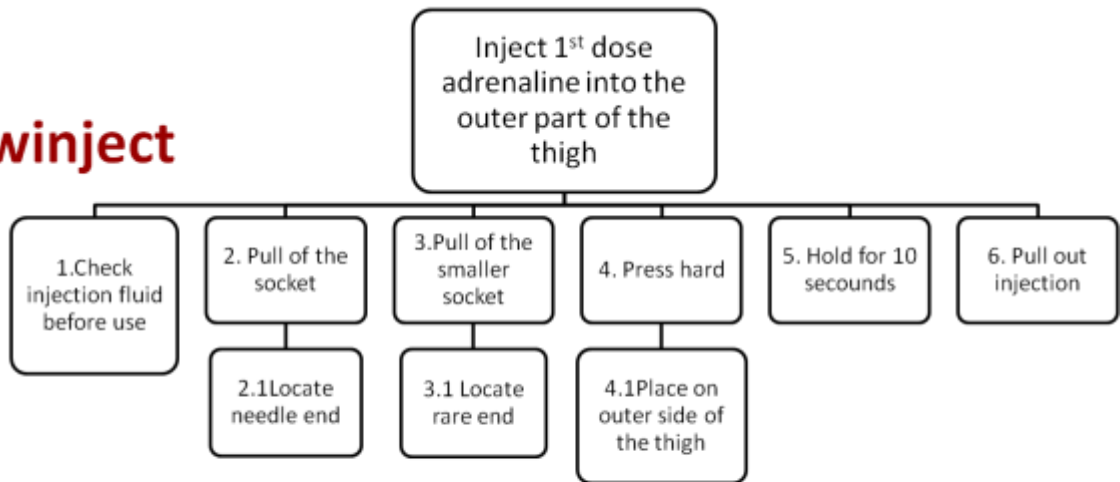 Inject 1st dose
adrenaline into the
outer part of the
thigh
winject
1.Check
injection fluid
before use
2. Pull of the
socket
3.Pull of the
smaller
socket
4. Press hard
5. Hold for 10
secounds
6. Pull out
injection
2.1Locate
needle end
3.1 Locate
rare end
4.1Place on
outer side of
the thigh